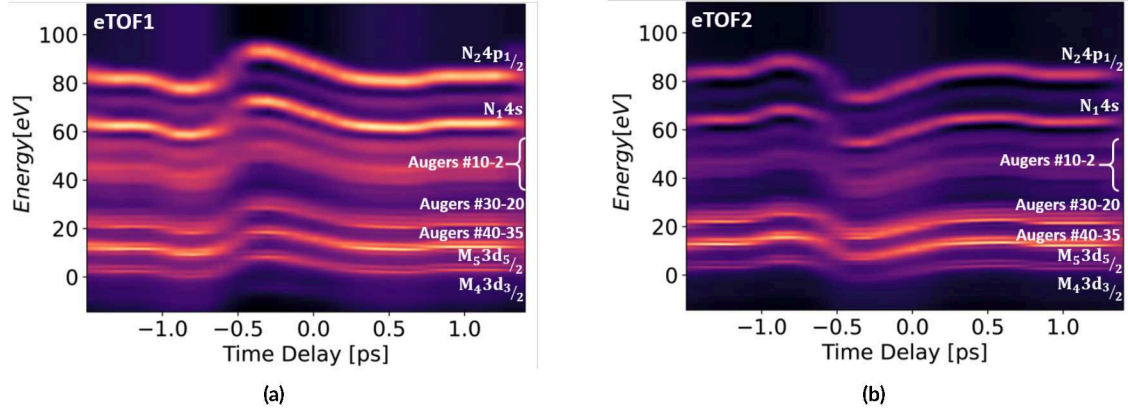 eTOF1
100
80
60
40
20
0
Energy[eV]
N₂4p₁/₂
N₁4s
Augers #10-2
Augers #30-20
Augers #40-35
M₅3d₅/₂
M₄3d₃/₂
−1.0 −0.5 0.0 0.5 1.0
Time Delay [ps]
(a)
eTOF2
100
80
60
40
20
0
Energy[eV]
N₂4p₁/₂
N₁4s
Augers #10-2
Augers #30-20
Augers #40-35
M₅3d₅/₂
M₄3d₃/₂
−1.0 −0.5 0.0 0.5 1.0
Time Delay [ps]
(b)